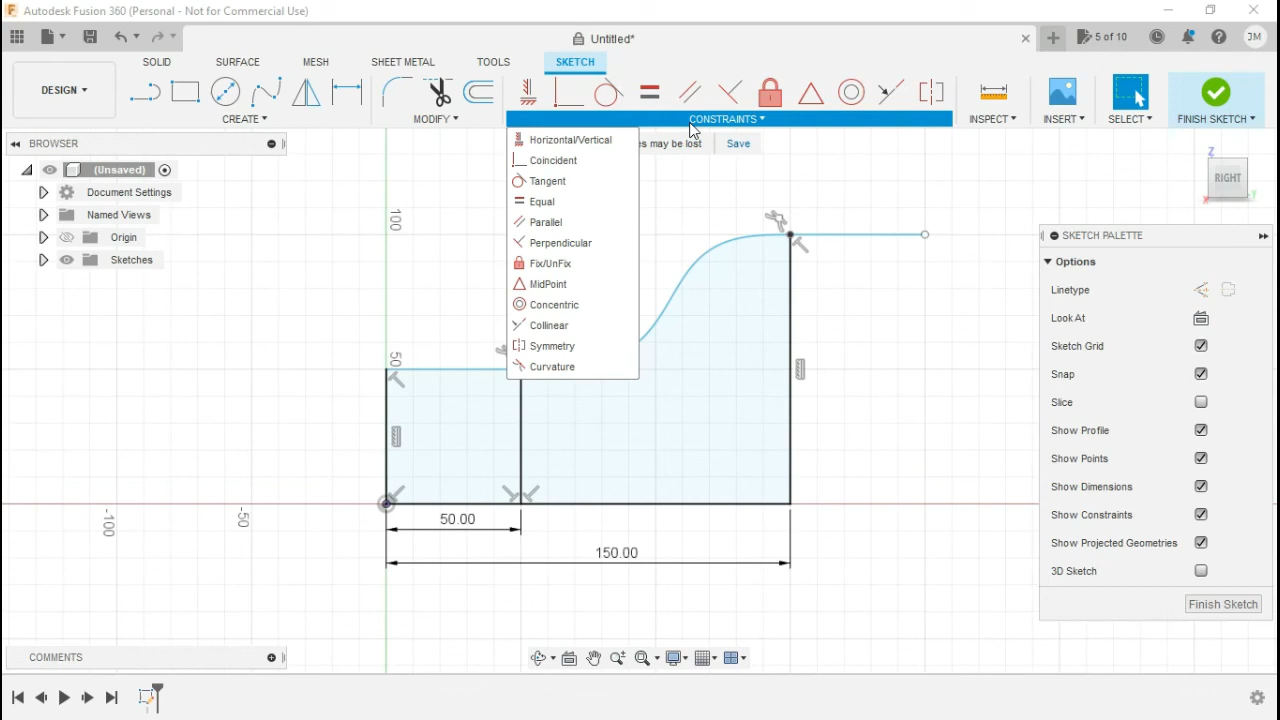 Autodesk Fusion 360 (Personal - Not for Commercial Use)
Untitled*
5 of 10
JM
DESIGN
SOLID
SURFACE
MESH
SHEET METAL
TOOLS
SKETCH
CREATE
MODIFY
CONSTRAINTS
INSPECT
INSERT
SELECT
FINISH SKETCH
BROWSER
es may be lost
Save
(Unsaved)
Document Settings
Named Views
Origin
Sketches
Horizontal/Vertical
Coincident
Tangent
Equal
Parallel
Perpendicular
Fix/UnFix
MidPoint
Concentric
Collinear
Symmetry
Curvature
Z
RIGHT
X
Y
SKETCH PALETTE
Options
Linetype
Look At
Sketch Grid
Snap
Slice
Show Profile
Show Points
Show Dimensions
Show Constraints
Show Projected Geometries
3D Sketch
Finish Sketch
100
50
-100
-50
50.00
150.00
COMMENTS